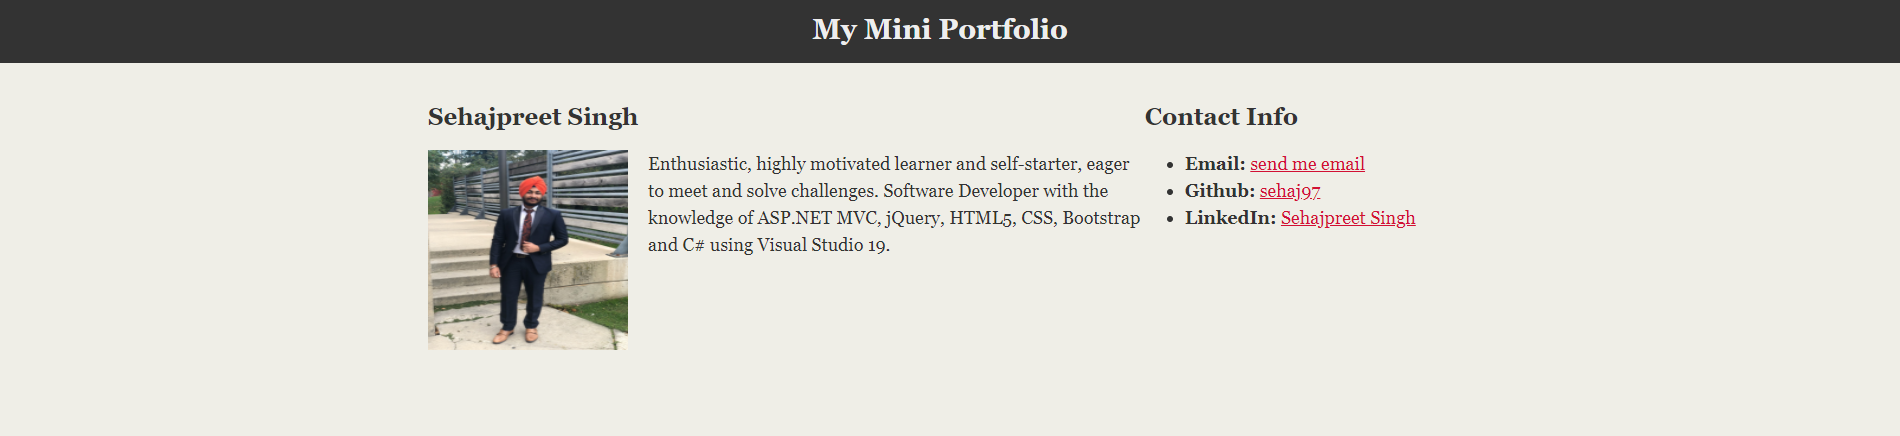 My Mini Portfolio
Sehajpreet Singh
Enthusiastic, highly motivated learner and self-starter, eager
to meet and solve challenges. Software Developer with the
knowledge of ASP.NET MVC, jQuery, HTML5, CSS, Bootstrap
and C# using Visual Studio 19.
Contact Info
Email: send me email
Github: sehaj97
LinkedIn: Sehajpreet Singh